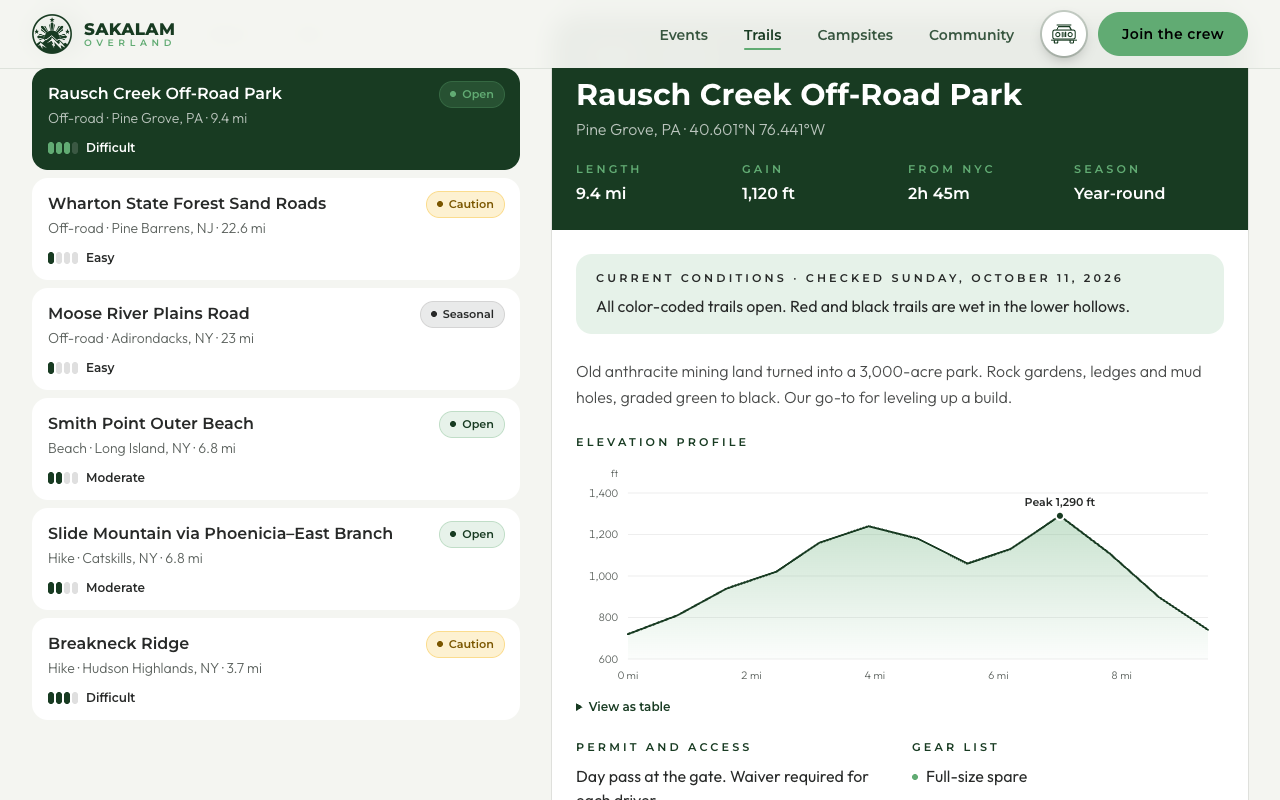 SAKALAM
OVERLAND
Events
Trails
Campsites
Community
Join the crew
Rausch Creek Off-Road Park
Open
Off-road · Pine Grove, PA · 9.4 mi
Difficult
Wharton State Forest Sand Roads
Caution
Off-road · Pine Barrens, NJ · 22.6 mi
Easy
Moose River Plains Road
Seasonal
Off-road · Adirondacks, NY · 23 mi
Easy
Smith Point Outer Beach
Open
Beach · Long Island, NY · 6.8 mi
Moderate
Slide Mountain via Phoenicia–East Branch
Open
Hike · Catskills, NY · 6.8 mi
Moderate
Breakneck Ridge
Caution
Hike · Hudson Highlands, NY · 3.7 mi
Difficult
Rausch Creek Off-Road Park
Pine Grove, PA · 40.601°N 76.441°W
LENGTH
9.4 mi
GAIN
1,120 ft
FROM NYC
2h 45m
SEASON
Year-round
CURRENT CONDITIONS · CHECKED SUNDAY, OCTOBER 11, 2026
All color-coded trails open. Red and black trails are wet in the lower hollows.
Old anthracite mining land turned into a 3,000-acre park. Rock gardens, ledges and mud
holes, graded green to black. Our go-to for leveling up a build.
ELEVATION PROFILE
ft
1,400
1,200
1,000
800
600
Peak 1,290 ft
0 mi
2 mi
4 mi
6 mi
8 mi
View as table
PERMIT AND ACCESS
Day pass at the gate. Waiver required for
each driver.
GEAR LIST
Full-size spare